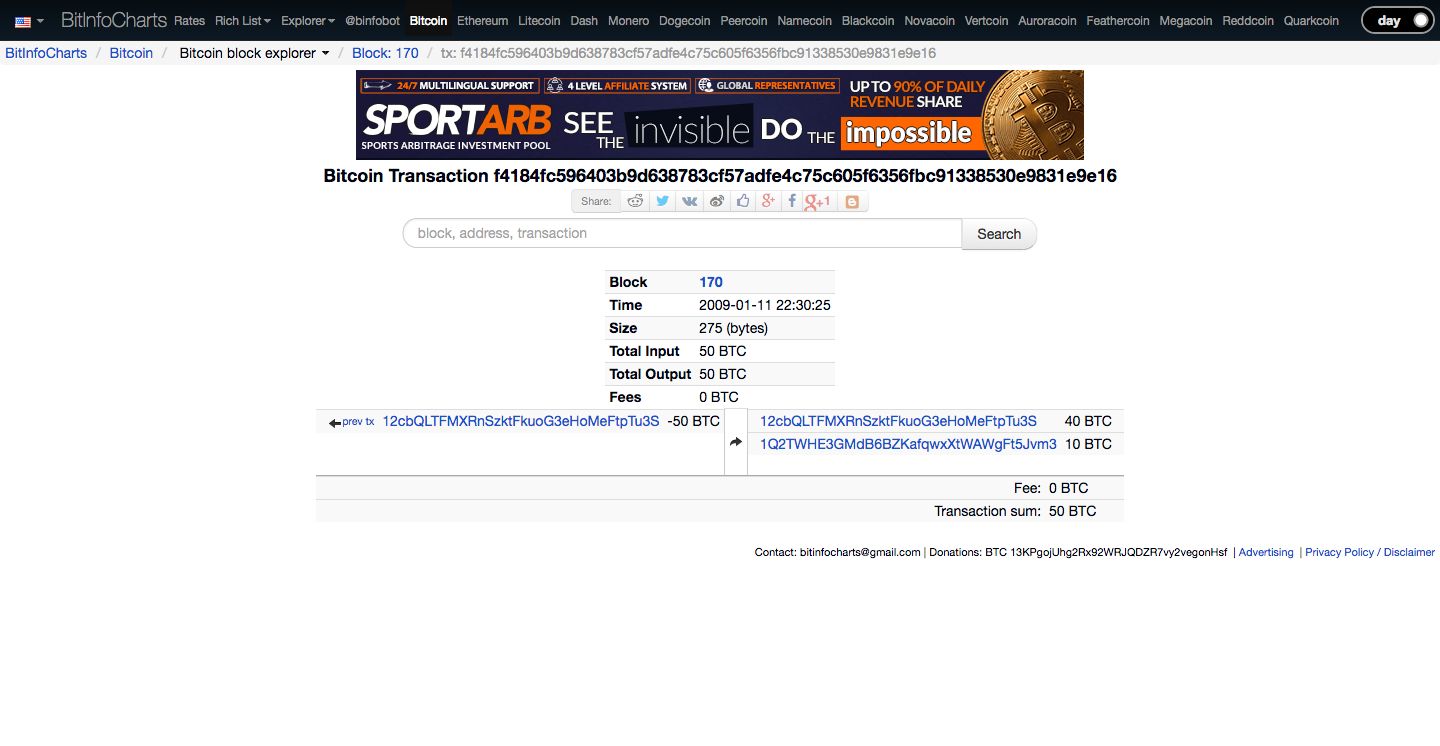 BitInfoCharts Rates Rich List Explorer @binfobot Bitcoin Ethereum Litecoin Dash Monero Dogecoin Peercoin Namecoin Blackcoin Novacoin Vertcoin Auroracoin Feathercoin Megacoin Reddcoin Quarkcoin day
BitInfoCharts / Bitcoin / Bitcoin block explorer / Block: 170 / tx: f4184fc596403b9d638783cf57adfe4c75c605f6356fbc91338530e9831e9e16
24/7 MULTILINGUAL SUPPORT 4 LEVEL AFFILIATE SYSTEM GLOBAL REPRESENTATIVES
SPORTARB
SPORTS ARBITRAGE INVESTMENT POOL
SEE THE invisible DO THE impossible
UP TO 90% OF DAILY
REVENUE SHARE
Bitcoin Transaction f4184fc596403b9d638783cf57adfe4c75c605f6356fbc91338530e9831e9e16
Share: g+ f g+1
block, address, transaction Search
Block 170
Time 2009-01-11 22:30:25
Size 275 (bytes)
Total Input 50 BTC
Total Output 50 BTC
Fees 0 BTC
prev tx 12cbQLTFMXRnSzktFkuoG3eHoMeFtpTu3S -50 BTC 12cbQLTFMXRnSzktFkuoG3eHoMeFtpTu3S 40 BTC
1Q2TWHE3GMdB6BZKafqwxXtWAWgFt5Jvm3 10 BTC
Fee: 0 BTC
Transaction sum: 50 BTC
Contact: bitinfocharts@gmail.com | Donations: BTC 13KPgojUhg2Rx92WRJQDZR7vy2vegonHsf | Advertising | Privacy Policy / Disclaimer